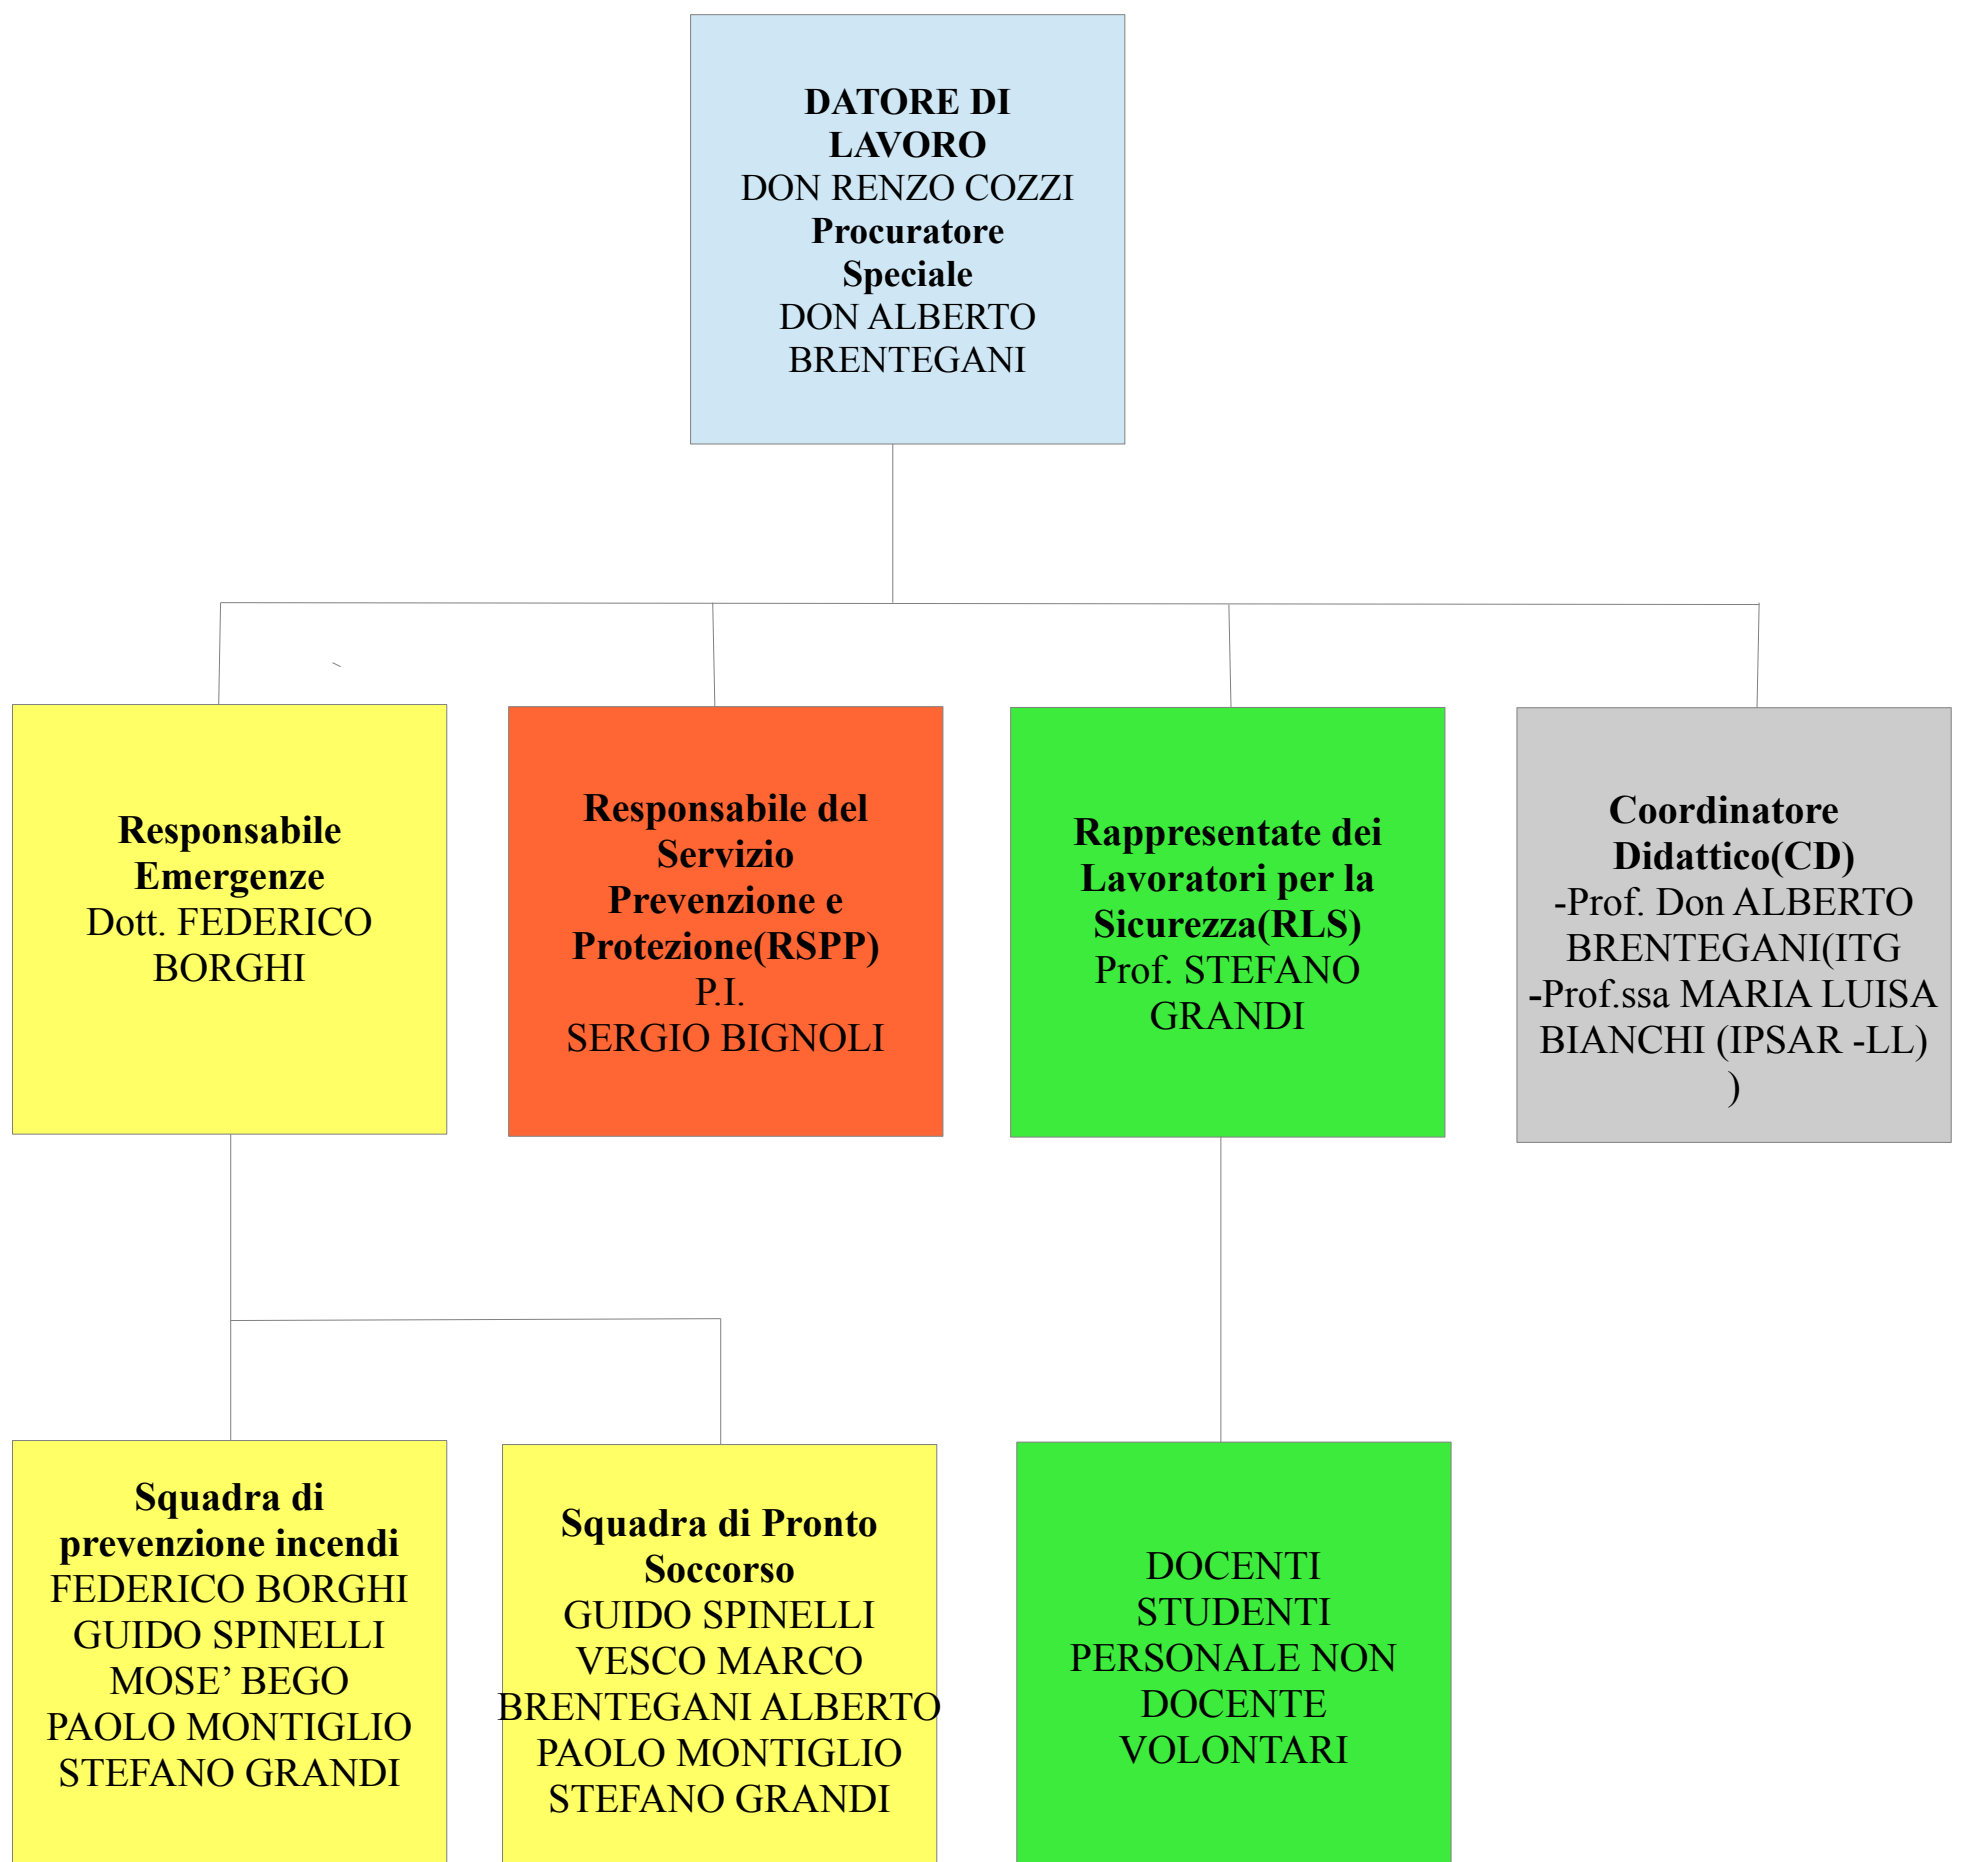 DATORE DI
LAVORO
DON RENZO COZZI
Procuratore
Speciale
DON ALBERTO
BRENTEGANI
Responsabile
Emergenze
Dott. FEDERICO
BORGHI
Responsabile del
Servizio
Prevenzione e
Protezione(RSPP)
P.I.
SERGIO BIGNOLI
Rappresentate dei
Lavoratori per la
Sicurezza(RLS)
Prof. STEFANO
GRANDI
Coordinatore
Didattico(CD)
-Prof. Don ALBERTO
BRENTEGANI(ITG
-Prof.ssa MARIA LUISA
BIANCHI (IPSAR -LL)
)
Squadra di
prevenzione incendi
FEDERICO BORGHI
GUIDO SPINELLI
MOSE’ BEGO
PAOLO MONTIGLIO
STEFANO GRANDI
Squadra di Pronto
Soccorso
GUIDO SPINELLI
VESCO MARCO
BRENTEGANI ALBERTO
PAOLO MONTIGLIO
STEFANO GRANDI
DOCENTI
STUDENTI
PERSONALE NON
DOCENTE
VOLONTARI